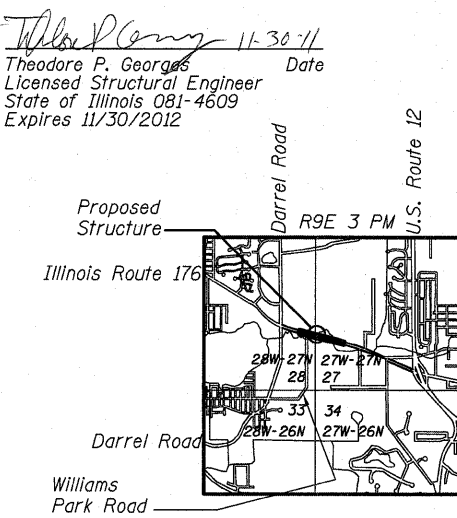 11-30-11
Theodore P. Georges Date
Licensed Structural Engineer
State of Illinois 081-4609
Expires 11/30/2012
Darrel Road
U.S. Route 12
Proposed
Structure
R9E 3 PM
Illinois Route 176
28W-27N 27W-27N
28 27
33 34
28W-26N 27W-26N
Darrel Road
Williams
Park Road